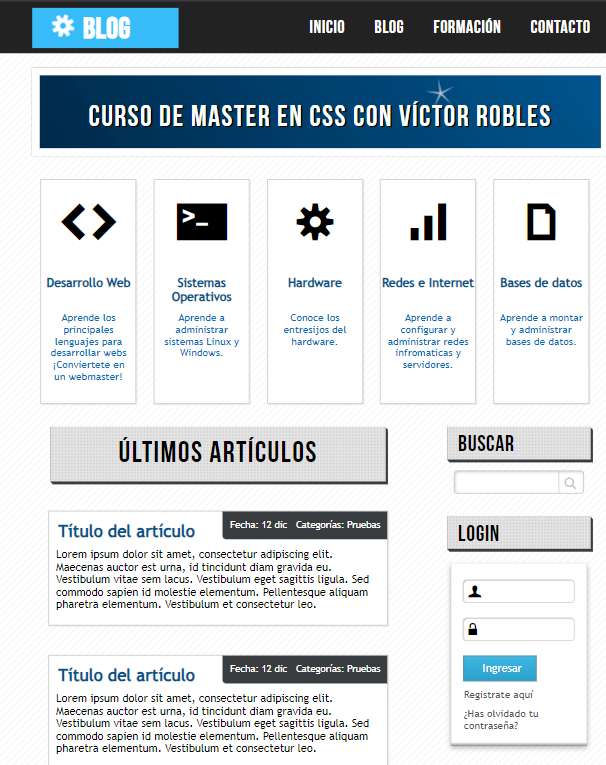 BLOG
INICIO BLOG FORMACIÓN CONTACTO
CURSO DE MASTER EN CSS CON VÍCTOR ROBLES
Desarrollo Web
Aprende los
principales
lenguajes para
desarrollar webs
¡Conviertete en
un webmaster!
Sistemas
Operativos
Aprende a
administrar
sistemas Linux y
Windows.
Hardware
Conoce los
entresijos del
hardware.
Redes e Internet
Aprende a
configurar y
administrar redes
infromaticas y
servidores.
Bases de datos
Aprende a montar
y administrar
bases de datos.
ÚLTIMOS ARTÍCULOS
Título del artículo
Fecha: 12 dic Categorías: Pruebas
Lorem ipsum dolor sit amet, consectetur adipiscing elit.
Maecenas auctor est urna, id tincidunt diam gravida eu.
Vestibulum vitae sem lacus. Vestibulum eget sagittis ligula. Sed
commodo sapien id molestie elementum. Pellentesque aliquam
pharetra elementum. Vestibulum et consectetur leo.
Título del artículo
Fecha: 12 dic Categorías: Pruebas
Lorem ipsum dolor sit amet, consectetur adipiscing elit.
Maecenas auctor est urna, id tincidunt diam gravida eu.
Vestibulum vitae sem lacus. Vestibulum eget sagittis ligula. Sed
commodo sapien id molestie elementum. Pellentesque aliquam
pharetra elementum. Vestibulum et consectetur leo.
BUSCAR
LOGIN
Ingresar
Registrate aquí
¿Has olvidado tu
contraseña?